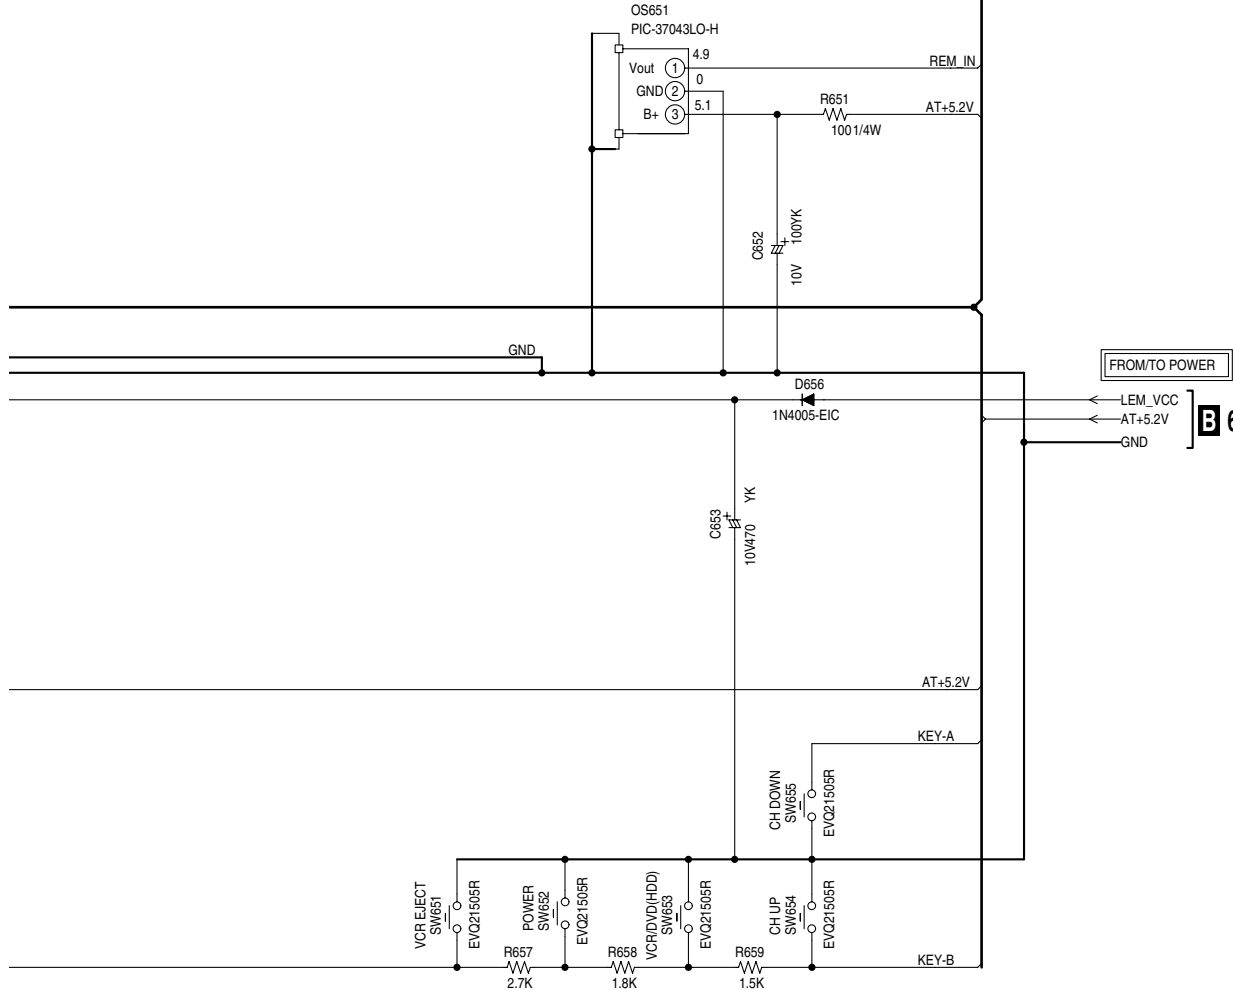 OS651
PIC-37043LO-H
Vout 1 4.9
GND 2 0
B+ 3 5.1
REM_IN
R651
100 1/4W
AT+5.2V
C652
+
100YK
10V
GND
FROM/TO POWER
D656
1N4005-EIC
LEM_VCC
AT+5.2V
GND
B 6
C653
+
YK
10V470
AT+5.2V
KEY-A
CH DOWN
SW655
EVQ21505R
VCR EJECT
SW651
EVQ21505R
POWER
SW652
EVQ21505R
VCR/DVD(HDD)
SW653
EVQ21505R
CH UP
SW654
EVQ21505R
R657
2.7K
R658
1.8K
R659
1.5K
KEY-B